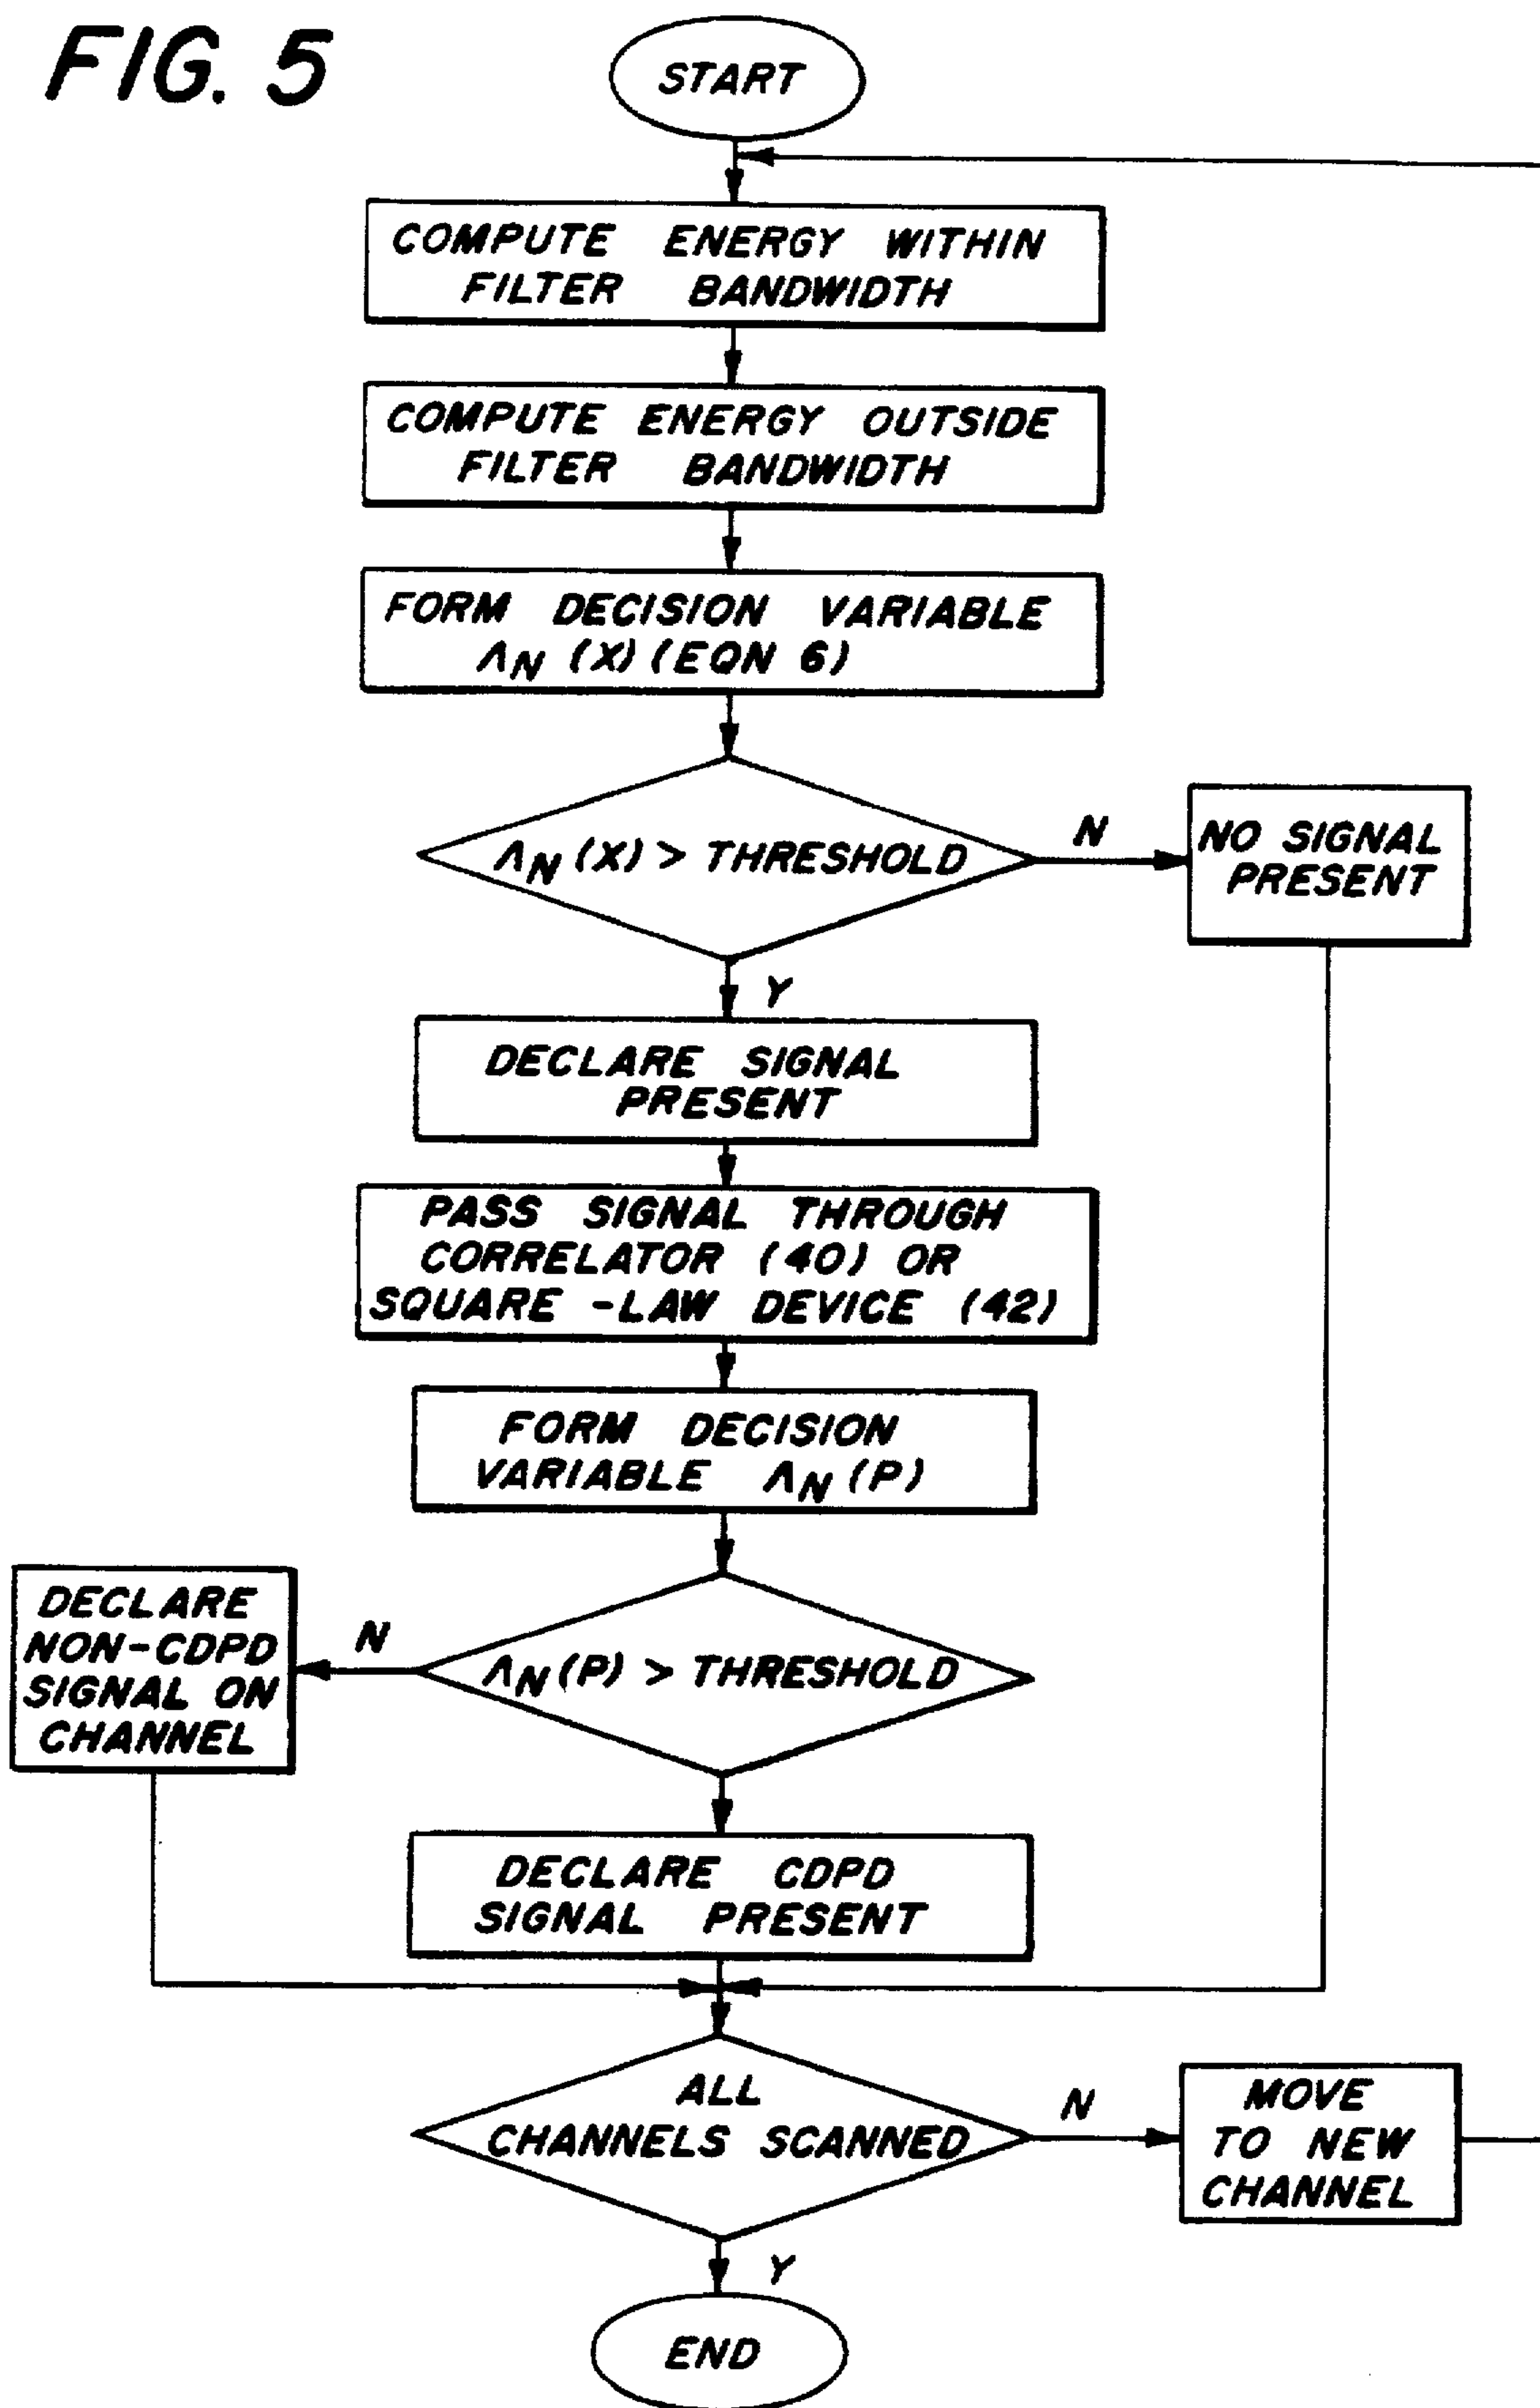 FIG. 5
START
COMPUTE ENERGY WITHIN
FILTER BANDWIDTH
COMPUTE ENERGY OUTSIDE
FILTER BANDWIDTH
FORM DECISION VARIABLE
ΛN (X) (EQN 6)
ΛN (X) > THRESHOLD
N
NO SIGNAL
PRESENT
Y
DECLARE SIGNAL
PRESENT
PASS SIGNAL THROUGH
CORRELATOR (40) OR
SQUARE -LAW DEVICE (42)
FORM DECISION
VARIABLE ΛN (P)
DECLARE
NON-CDPD
SIGNAL ON
CHANNEL
N
ΛN (P) > THRESHOLD
DECLARE CDPD
SIGNAL PRESENT
ALL
CHANNELS SCANNED
N
MOVE
TO NEW
CHANNEL
Y
END